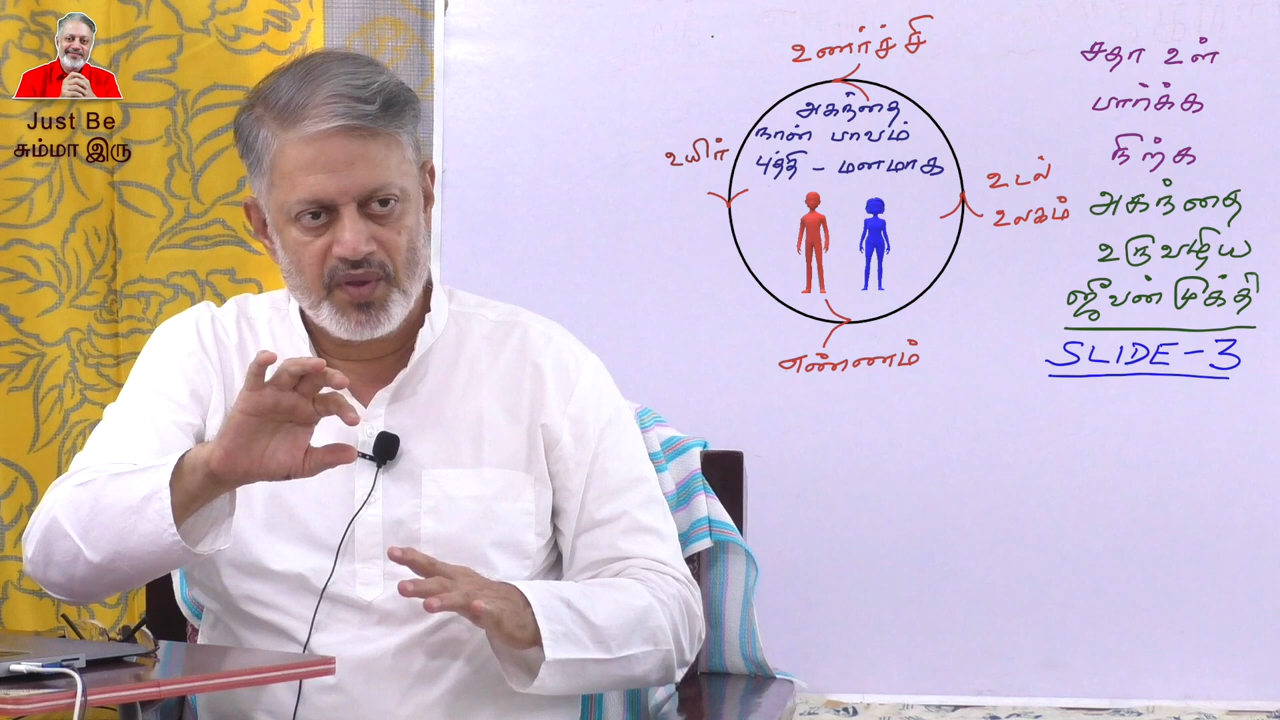 Just Be
சும்மா இரு
உணர்ச்சி
அகந்தை
நான் பாவம்
புத்தி - மனமாக
உயிர்
உடல்
உலகம்
எண்ணம்
சதா உள்
பார்க்க
நிற்க
அகந்தை
உருவழிய
ஜீவன் முக்தி
SLIDE-3